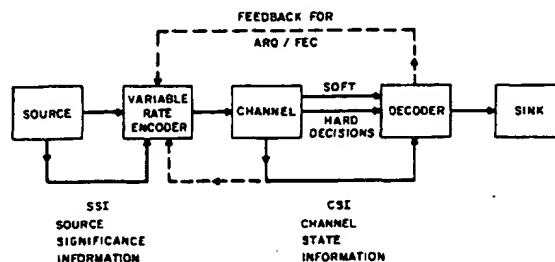 FEEDBACK FOR
ARQ / FEC
SOURCE
VARIABLE
RATE
ENCODER
CHANNEL
SOFT
HARD
DECISIONS
DECODER
SINK
SSI
SOURCE
SIGNIFICANCE
INFORMATION
CSI
CHANNEL
STATE
INFORMATION